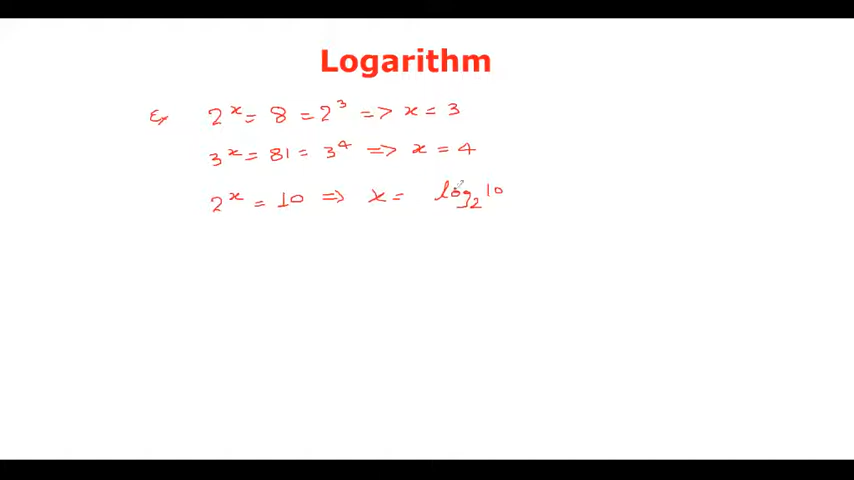 Logarithm
Ex 2^x = 8 = 2^3 => x = 3
3^x = 81 = 3^4 => x = 4
2^x = 10 => x = log_2 10